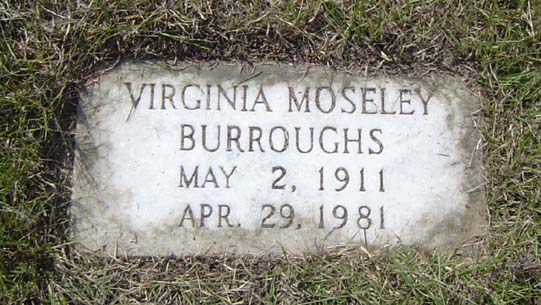 VIRGINIA MOSELEY
BURROUGHS
MAY 2, 1911
APR. 29, 1981